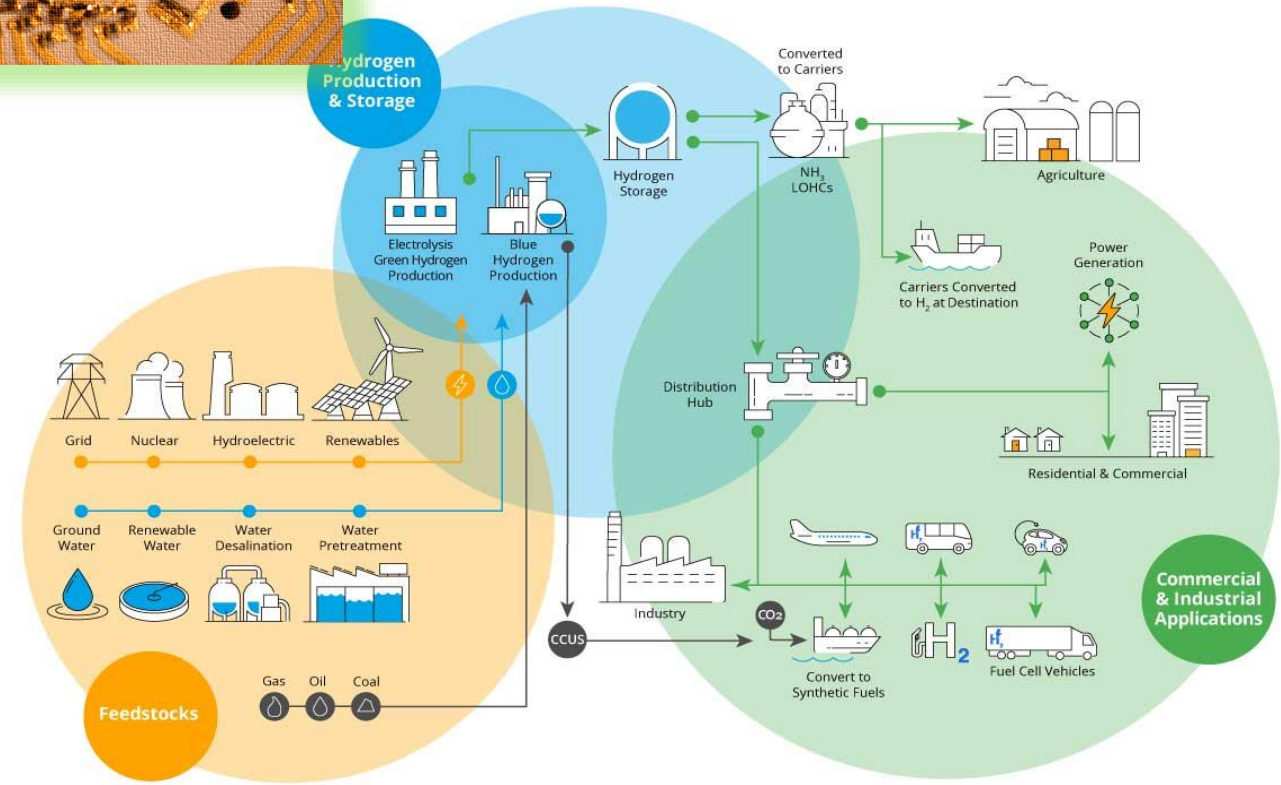 Hydrogen
Production
& Storage
Converted
to Carriers
Hydrogen
Storage
NH₃
LOHCs
Agriculture
Electrolysis
Green Hydrogen
Production
Blue
Hydrogen
Production
Carriers Converted
to H₂ at Destination
Power
Generation
Distribution
Hub
Residential & Commercial
Grid
Nuclear
Hydroelectric
Renewables
Ground
Water
Renewable
Water
Water
Desalination
Water
Pretreatment
Industry
CCUS
CO2
Convert to
Synthetic Fuels
H2
Fuel Cell Vehicles
Commercial
& Industrial
Applications
Gas
Oil
Coal
Feedstocks